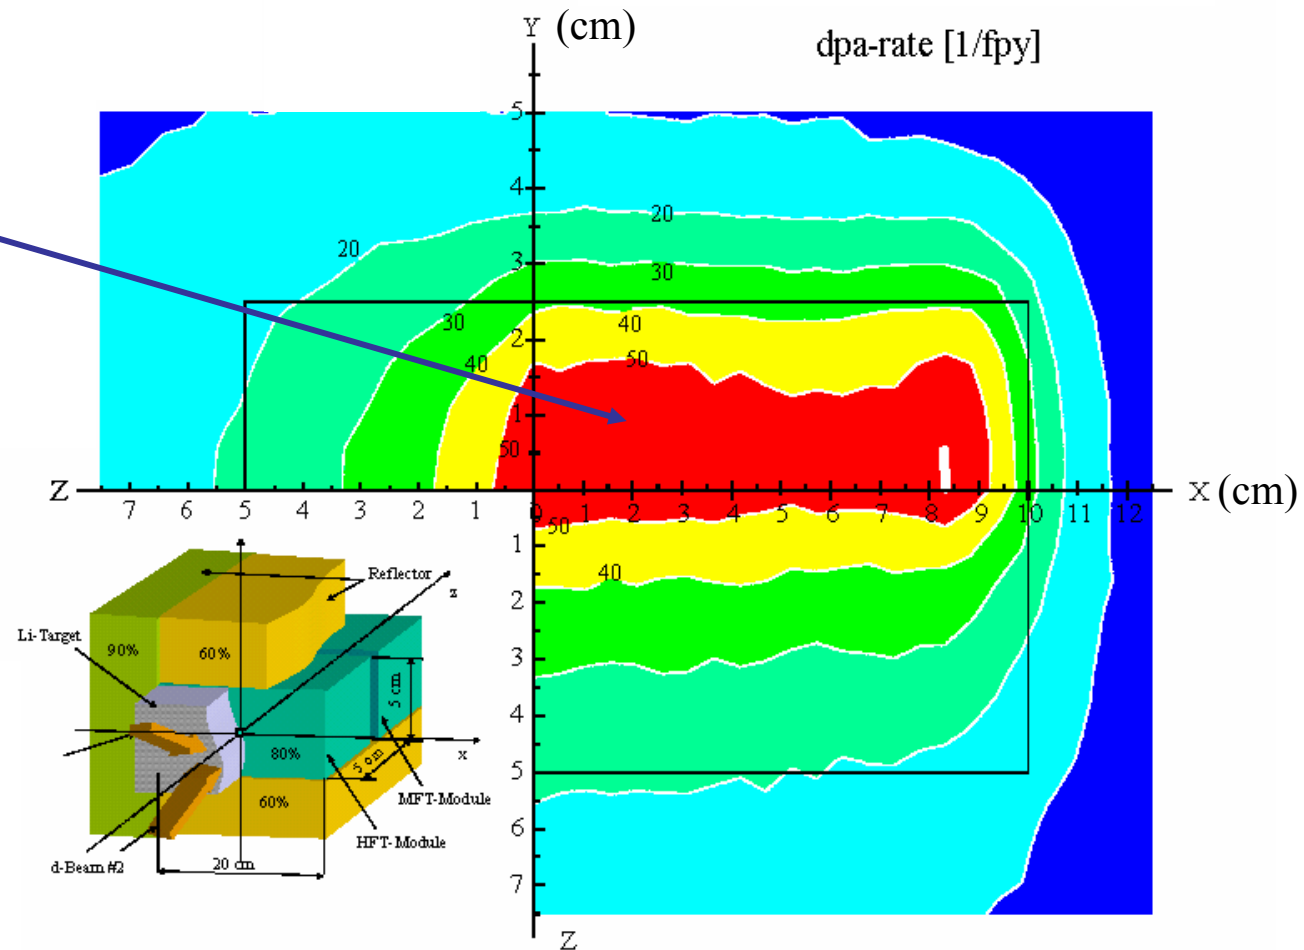 Y (cm)
dpa-rate [1/fpy]
5
4
20
20
3
30
30
40
2
40
50
1
50
Z
X (cm)
7 6 5 4 3 2 1 0 1 2 3 4 5 6 7 8 9 10 11 12
50
1
40
2
3
4
5
6
7
Z
Reflector
z
Li-Target
90%
60%
5 cm
80%
x
5 cm
60%
MFT-Module
HFT-Module
20 cm
d-Beam #2